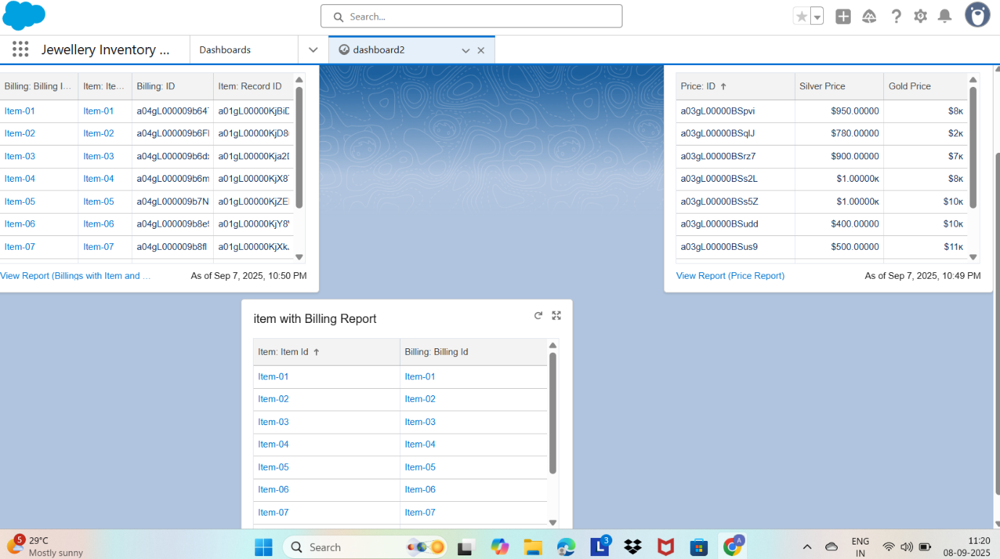 Search...
Jewellery Inventory ...
Dashboards
dashboard2
Billing: Billing I... Item: Ite... Billing: ID Item: Record ID
Item-01 Item-01 a04gL000009b64 a01gL00000KjBiD
Item-02 Item-02 a04gL000009b6F a01gL00000KjD8
Item-03 Item-03 a04gL000009b6d a01gL00000Kja2
Item-04 Item-04 a04gL000009b6m a01gL00000KjX8
Item-05 Item-05 a04gL000009b7N a01gL00000KjZE
Item-06 Item-06 a04gL000009b8e a01gL00000KjY8
Item-07 Item-07 a04gL000009b8fl a01gL00000KjXk
View Report (Billings with Item and ... As of Sep 7, 2025, 10:50 PM
Price: ID ↑ Silver Price Gold Price
a03gL00000BSpvi $950.00000 $8K
a03gL00000BSqlJ $780.00000 $2K
a03gL00000BSrz7 $900.00000 $7K
a03gL00000BSs2L $1.00000K $8K
a03gL00000BSs5Z $1.00000K $10K
a03gL00000BSudd $400.00000 $10K
a03gL00000BSus9 $500.00000 $11K
View Report (Price Report) As of Sep 7, 2025, 10:49 PM
item with Billing Report
Item: Item Id ↑ Billing: Billing Id
Item-01 Item-01
Item-02 Item-02
Item-03 Item-03
Item-04 Item-04
Item-05 Item-05
Item-06 Item-06
Item-07 Item-07
5 29°C
Mostly sunny
Search
L 3
A
ENG
IN
11:20
08-09-2025